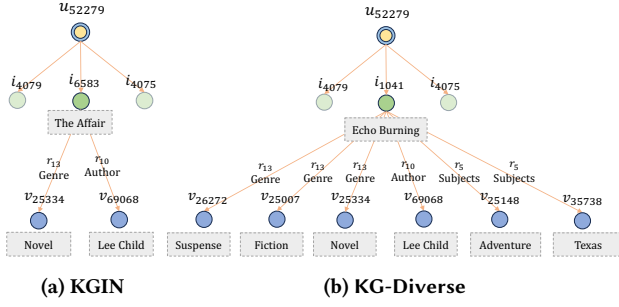 u52279
i4079 i6583 i4075
The Affair
r13 Genre r10 Author
v25334 v69068
Novel Lee Child
(a) KGIN
u52279
i4079 i1041 i4075
Echo Burning
r13 Genre r13 Genre r13 Genre r10 Author r5 Subjects r5 Subjects
v26272 v25007 v25334 v69068 v25148 v35738
Suspense Fiction Novel Lee Child Adventure Texas
(b) KG-Diverse